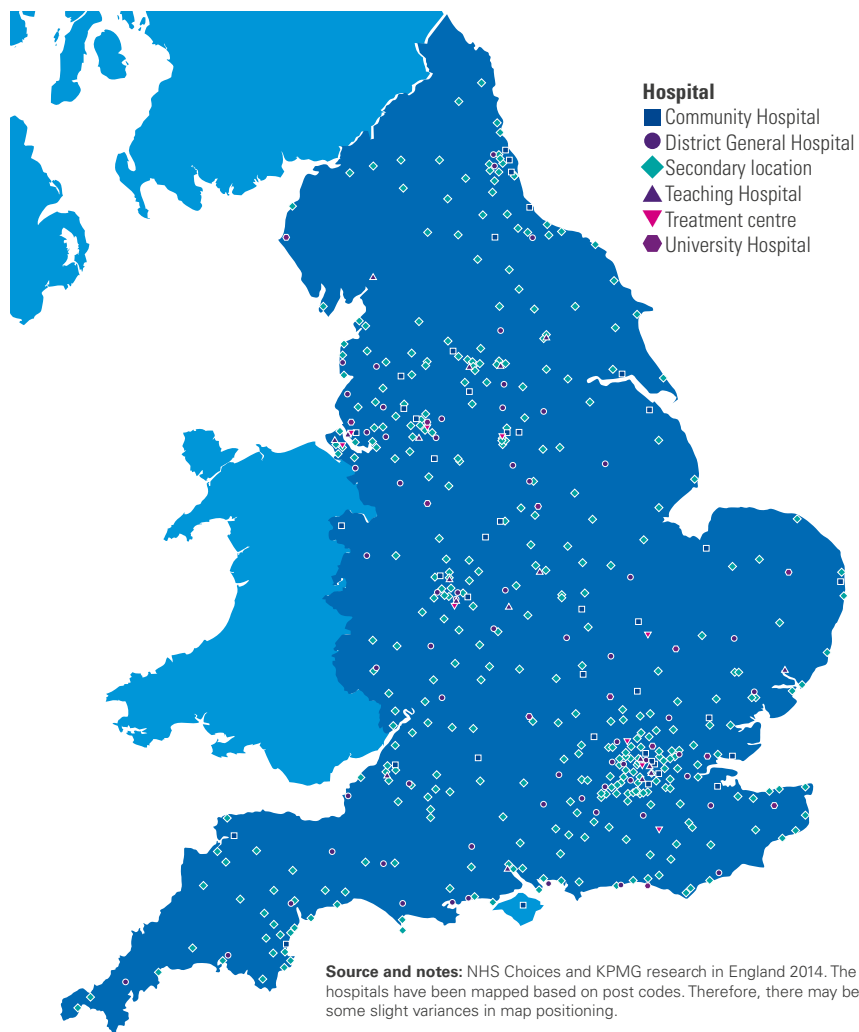 Hospital
Community Hospital
District General Hospital
Secondary location
Teaching Hospital
Treatment centre
University Hospital
Source and notes: NHS Choices and KPMG research in England 2014. The
hospitals have been mapped based on post codes. Therefore, there may be
some slight variances in map positioning.